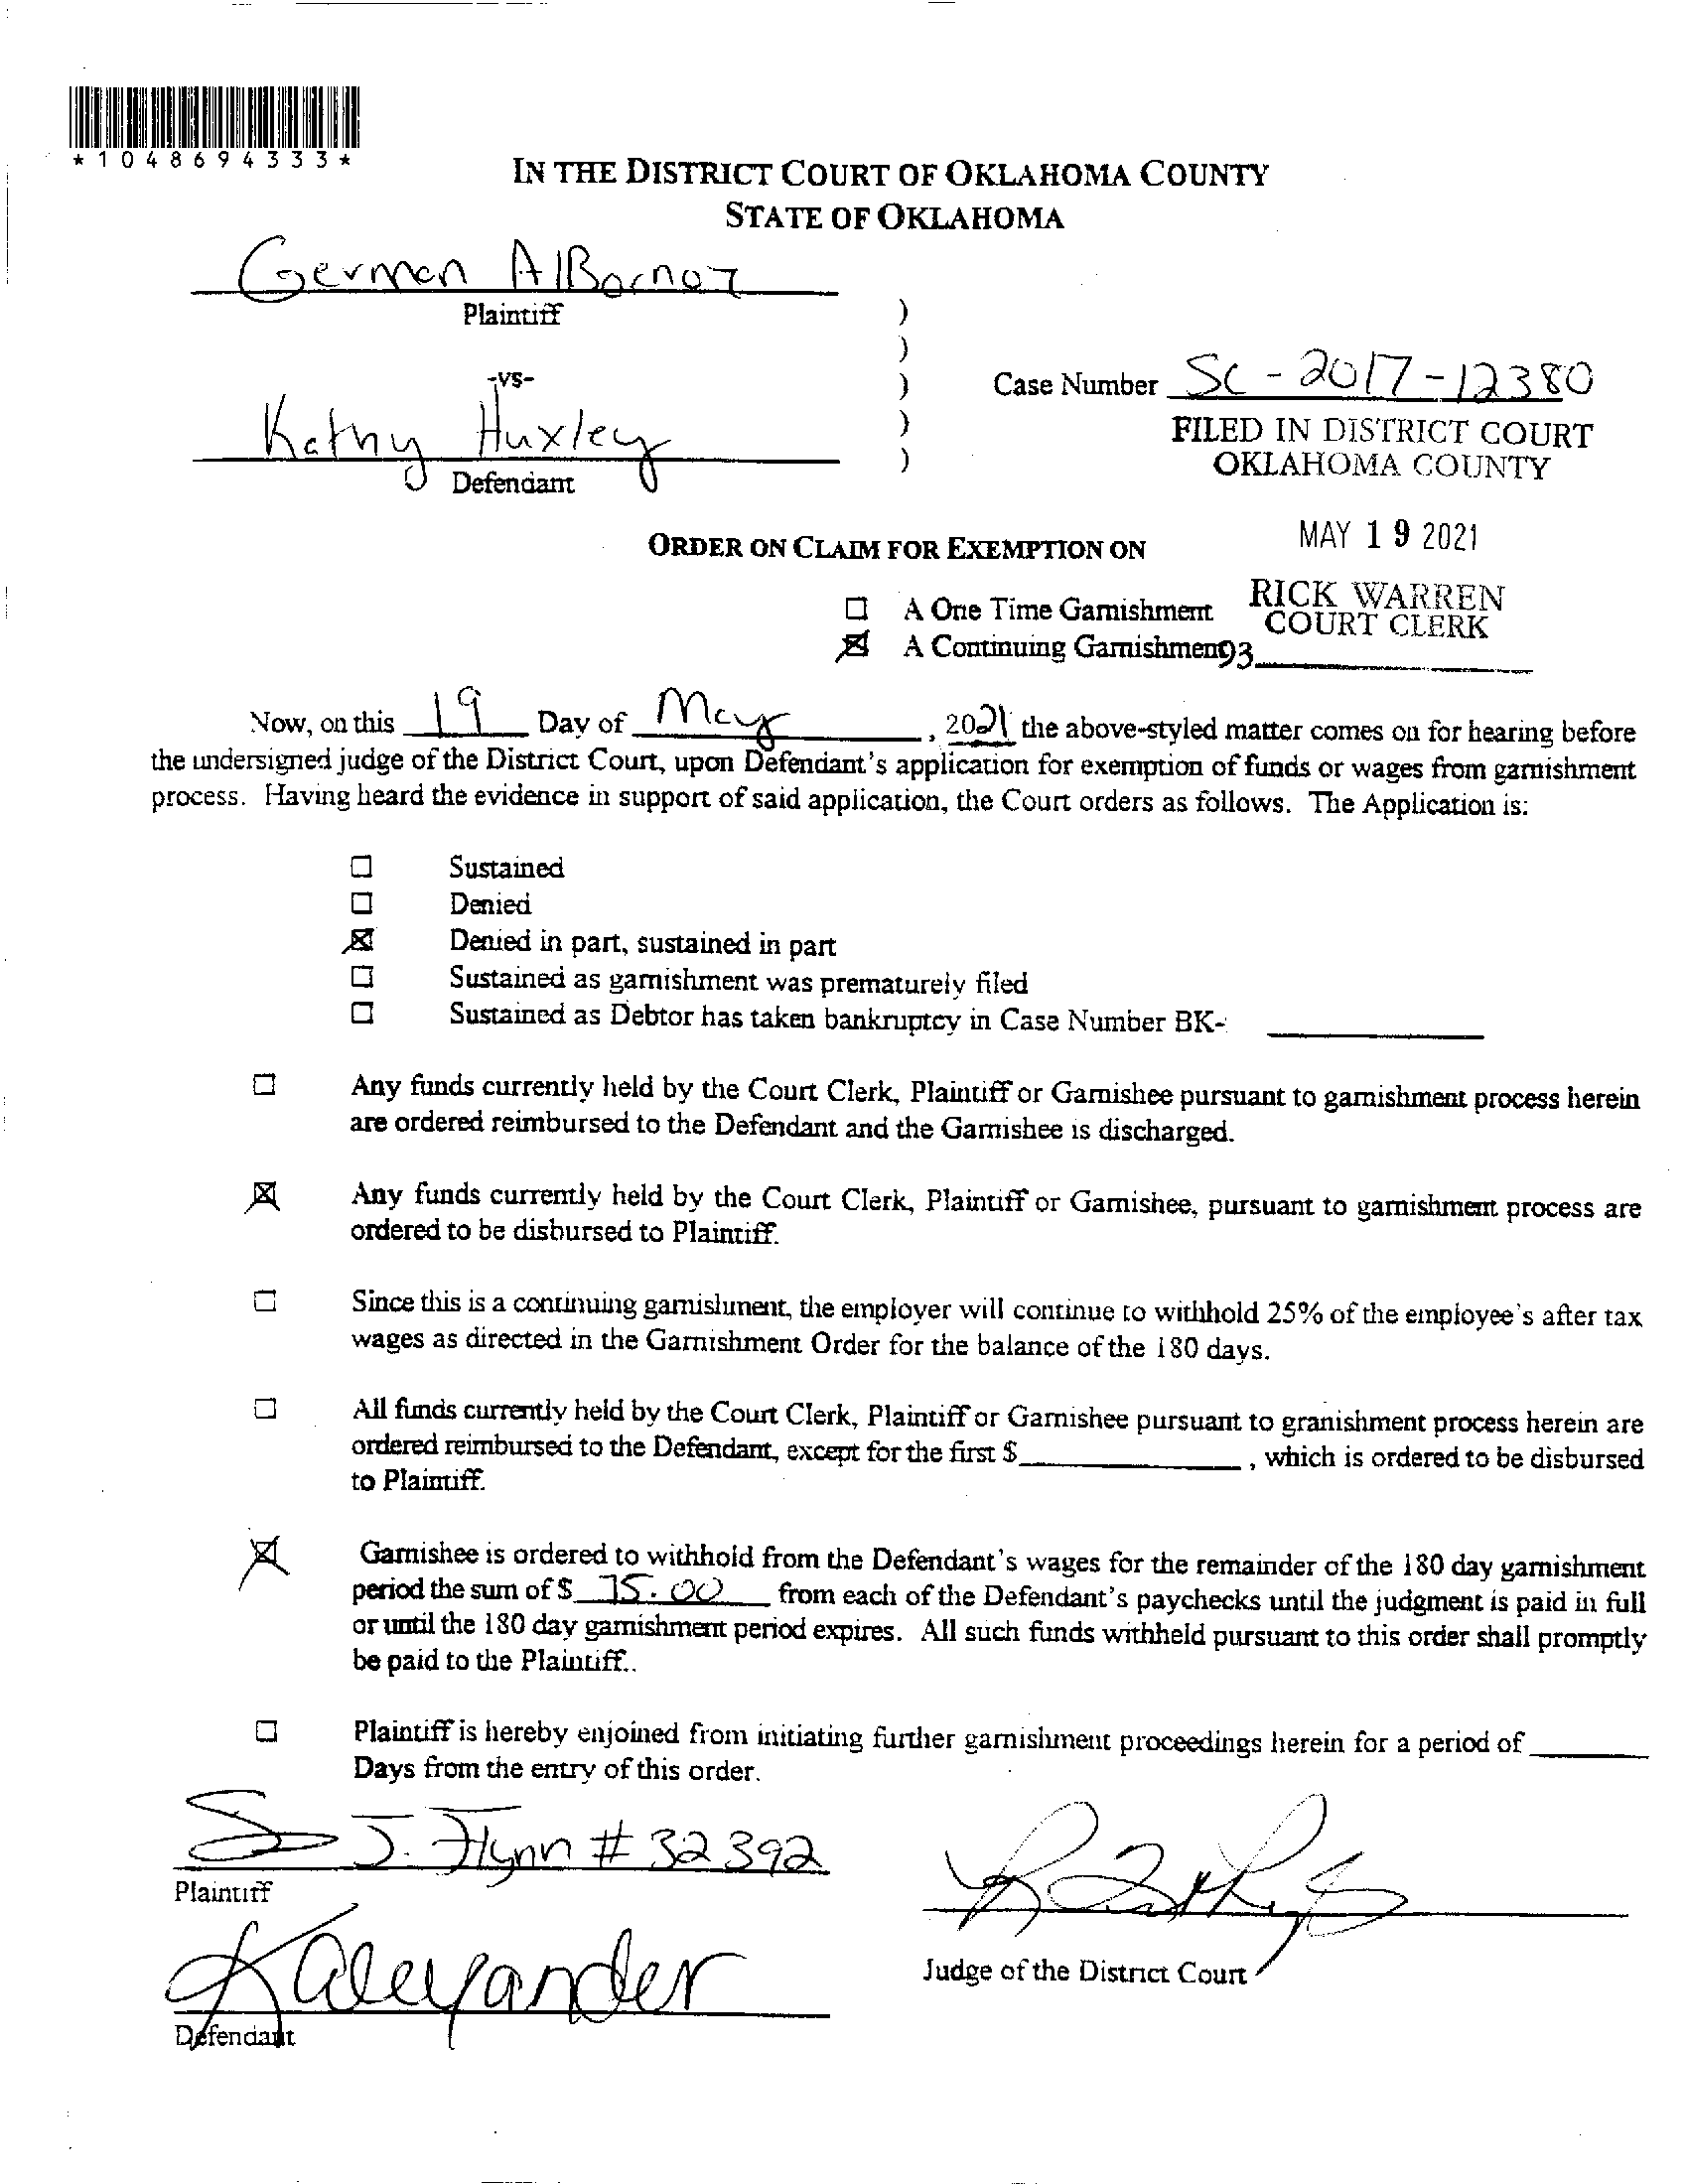 *1048694333*
IN THE DISTRICT COURT OF OKLAHOMA COUNTY
STATE OF OKLAHOMA
German AlBornoz
Plaintiff
)
)
-vs-
)
Case Number SC-2017-12380
)
Kathy Huxley
)
FILED IN DISTRICT COURT
OKLAHOMA COUNTY
Defendant
MAY 19 2021
ORDER ON CLAIM FOR EXEMPTION ON
RICK WARREN
COURT CLERK
☐ A One Time Garnishment
☒ A Continuing Garnishmen
93
Now, on this 19 Day of May, 2021 the above-styled matter comes on for hearing before
the undersigned judge of the District Court, upon Defendant's application for exemption of funds or wages from garnishment
process. Having heard the evidence in support of said application, the Court orders as follows. The Application is:
☐ Sustained
☐ Denied
☒ Denied in part, sustained in part
☐ Sustained as garnishment was prematurely filed
☐ Sustained as Debtor has taken bankruptcy in Case Number BK-
☐ Any funds currently held by the Court Clerk, Plaintiff or Garnishee pursuant to garnishment process herein
are ordered reimbursed to the Defendant and the Garnishee is discharged.
☒ Any funds currently held by the Court Clerk, Plaintiff or Garnishee, pursuant to garnishment process are
ordered to be disbursed to Plaintiff.
☐ Since this is a continuing garnishment, the employer will continue to withhold 25% of the employee's after tax
wages as directed in the Garnishment Order for the balance of the 180 days.
☐ All funds currently held by the Court Clerk, Plaintiff or Garnishee pursuant to granishment process herein are
ordered reimbursed to the Defendant, except for the first $ , which is ordered to be disbursed
to Plaintiff.
☒ Garnishee is ordered to withhold from the Defendant's wages for the remainder of the 180 day garnishment
period the sum of $ 75.00 from each of the Defendant's paychecks until the judgment is paid in full
or until the 180 day garnishment period expires. All such funds withheld pursuant to this order shall promptly
be paid to the Plaintiff..
☐ Plaintiff is hereby enjoined from initiating further garnishment proceedings herein for a period of
Days from the entry of this order.
J. Flynn # 32392
Plaintiff
K Alexander
Judge of the District Court
Defendant